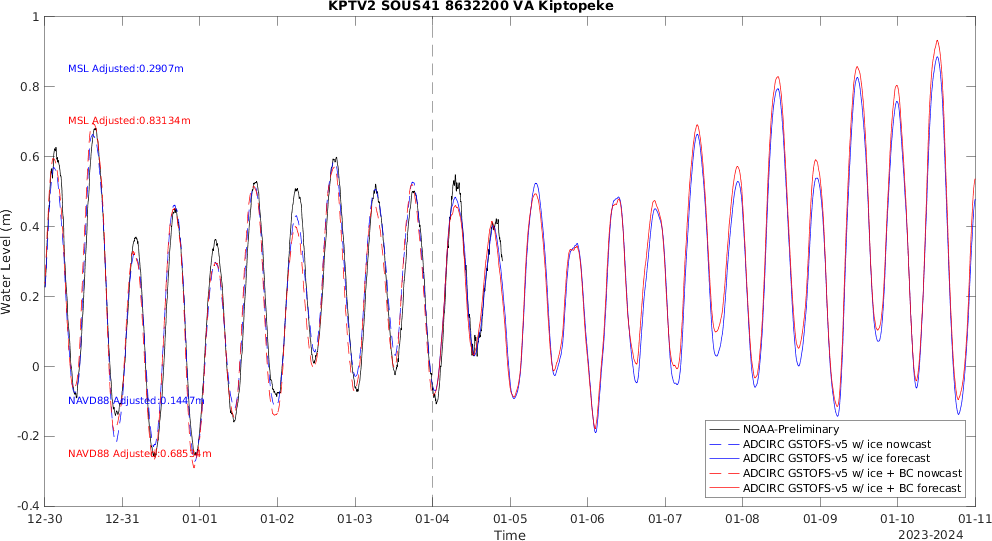 KPTV2 SOUS41 8632200 VA Kiptopeke
1
0.8
0.6
0.4
0.2
0
-0.2
-0.4
Water Level (m)
MSL Adjusted:0.2907m
MSL Adjusted:0.83134m
NAVD88 Adjusted:0.1447m
NAVD88 Adjusted:0.68534m
NOAA-Preliminary
ADCIRC GSTOFS-v5 w/ ice nowcast
ADCIRC GSTOFS-v5 w/ ice forecast
ADCIRC GSTOFS-v5 w/ ice + BC nowcast
ADCIRC GSTOFS-v5 w/ ice + BC forecast
12-30 12-31 01-01 01-02 01-03 01-04 01-05 01-06 01-07 01-08 01-09 01-10 01-11
Time
2023-2024